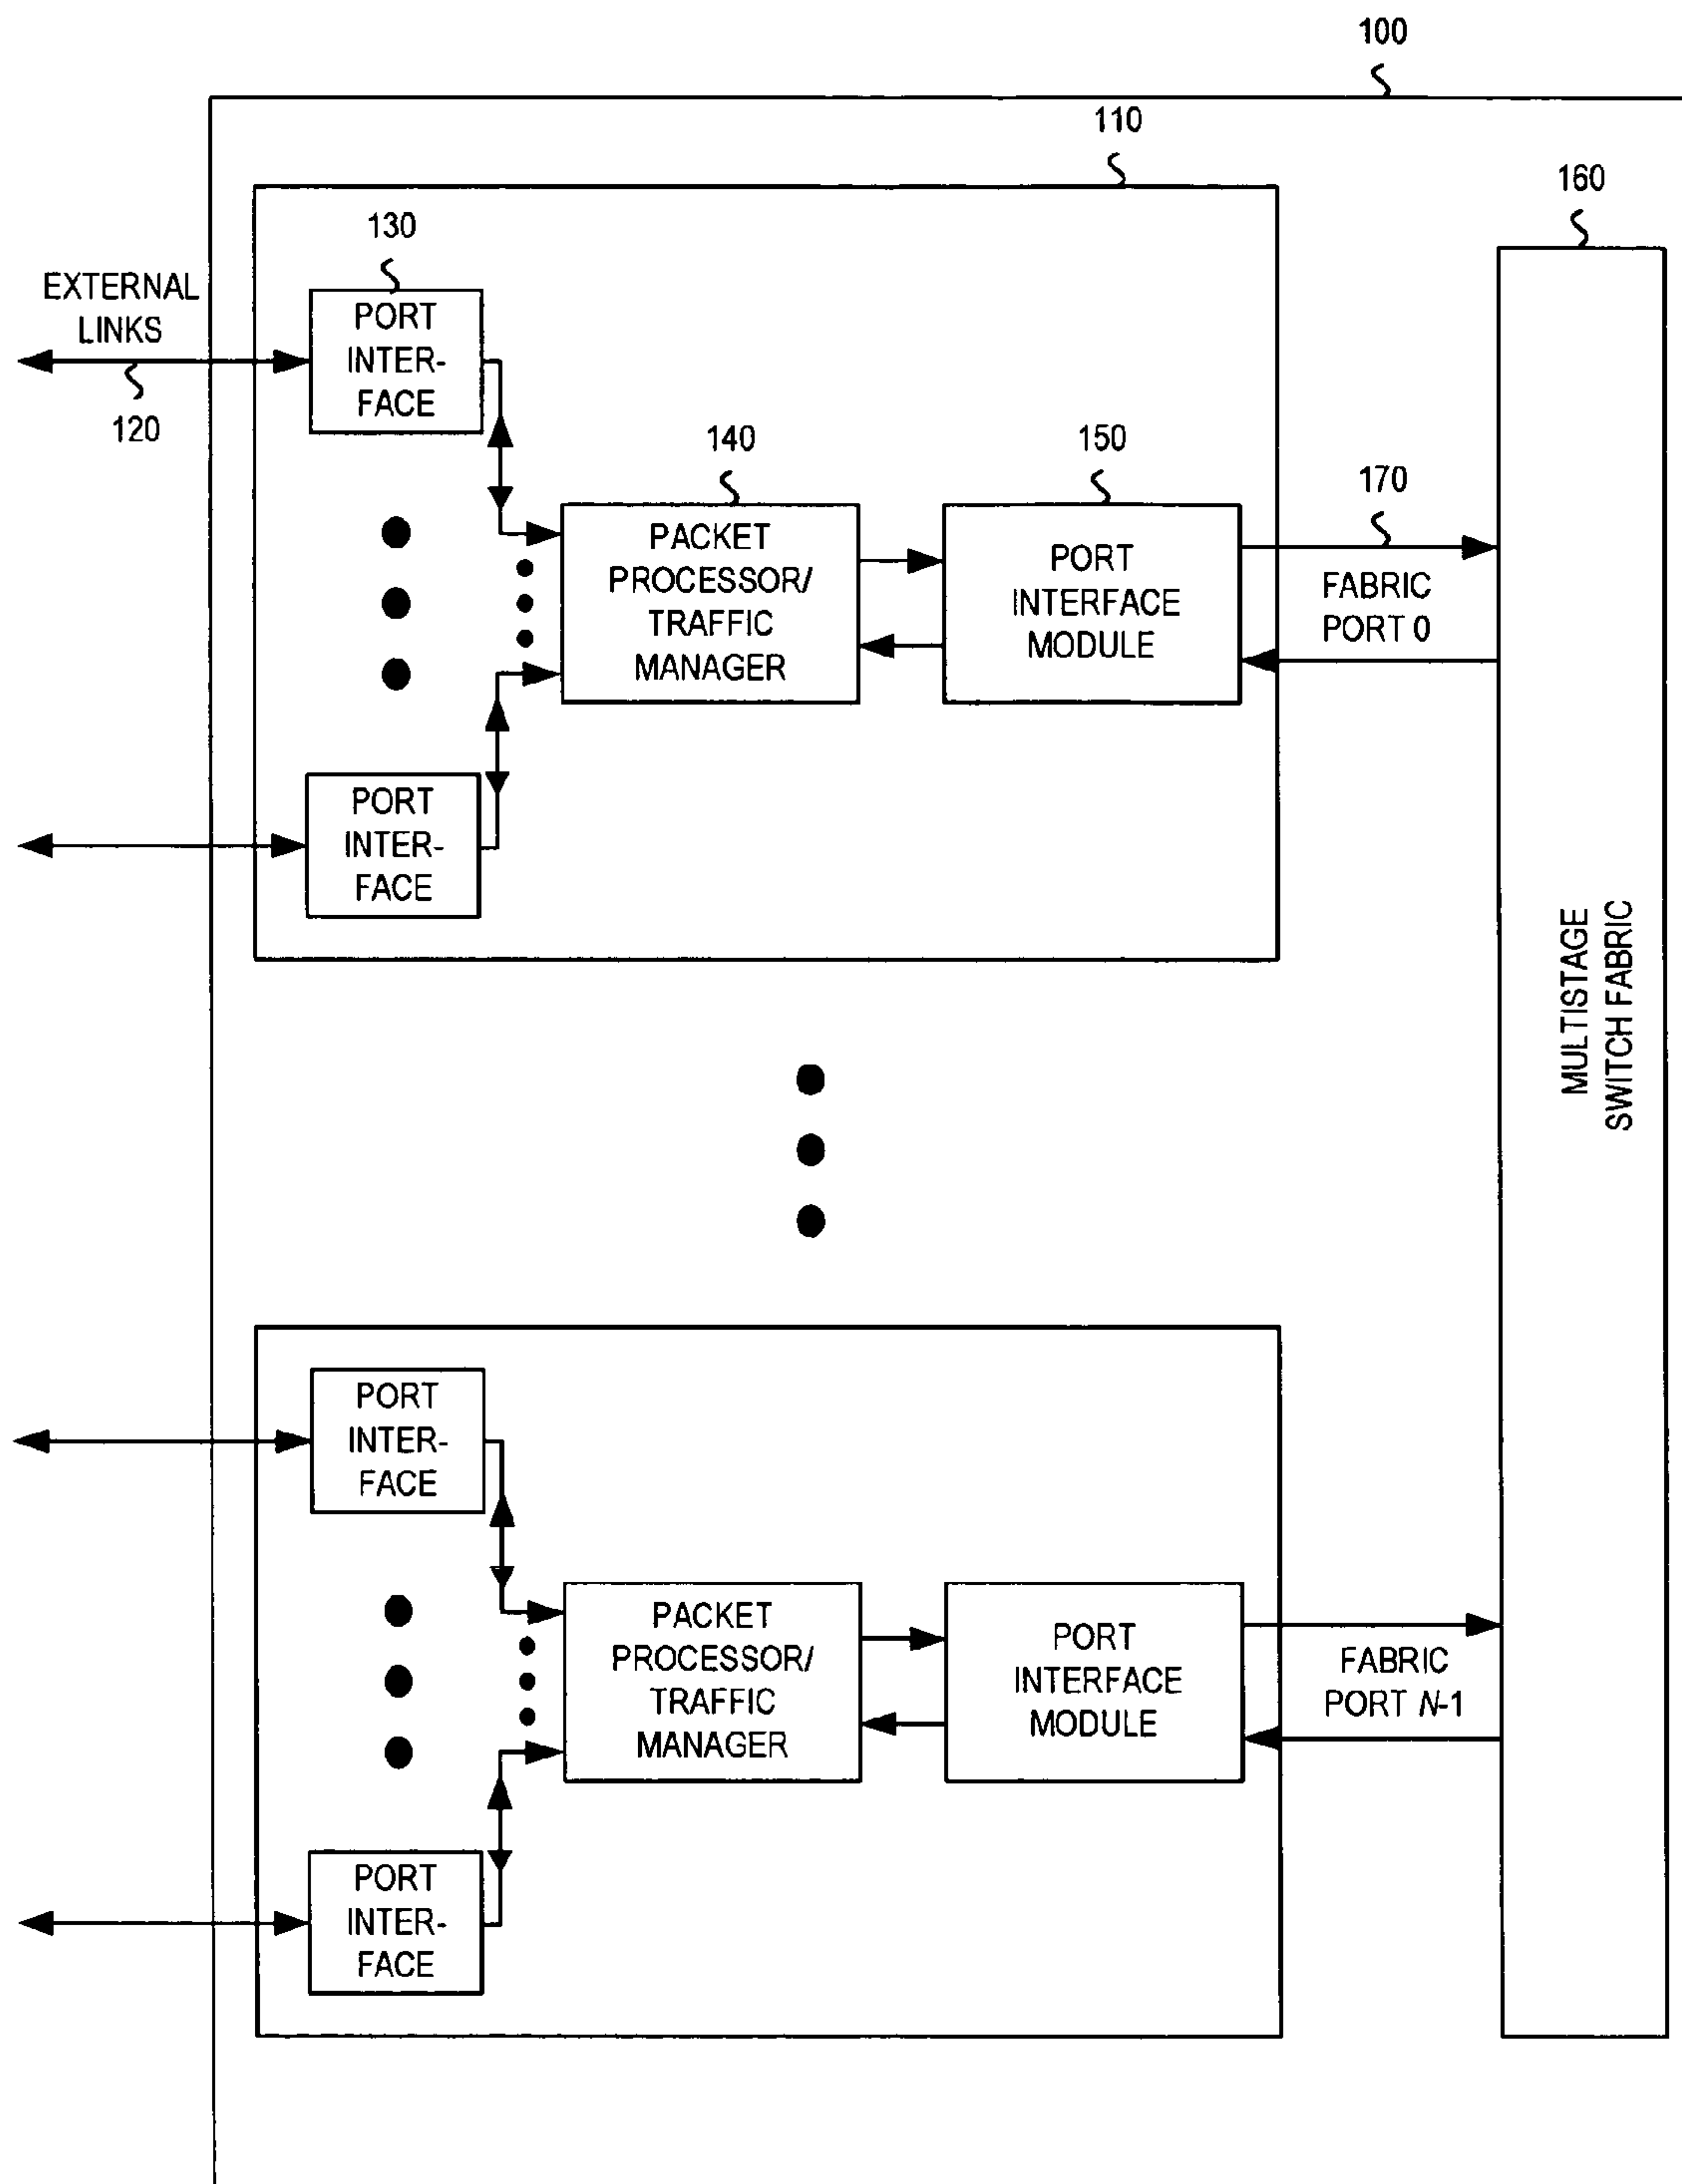 100
110
160
130
EXTERNAL
LINKS
120
PORT
INTER-
FACE
140
150
170
PACKET
PROCESSOR/
TRAFFIC
MANAGER
PORT
INTERFACE
MODULE
FABRIC
PORT 0
PORT
INTER-
FACE
MULTISTAGE
SWITCH FABRIC
PORT
INTER-
FACE
PACKET
PROCESSOR/
TRAFFIC
MANAGER
PORT
INTERFACE
MODULE
FABRIC
PORT N-1
PORT
INTER-
FACE